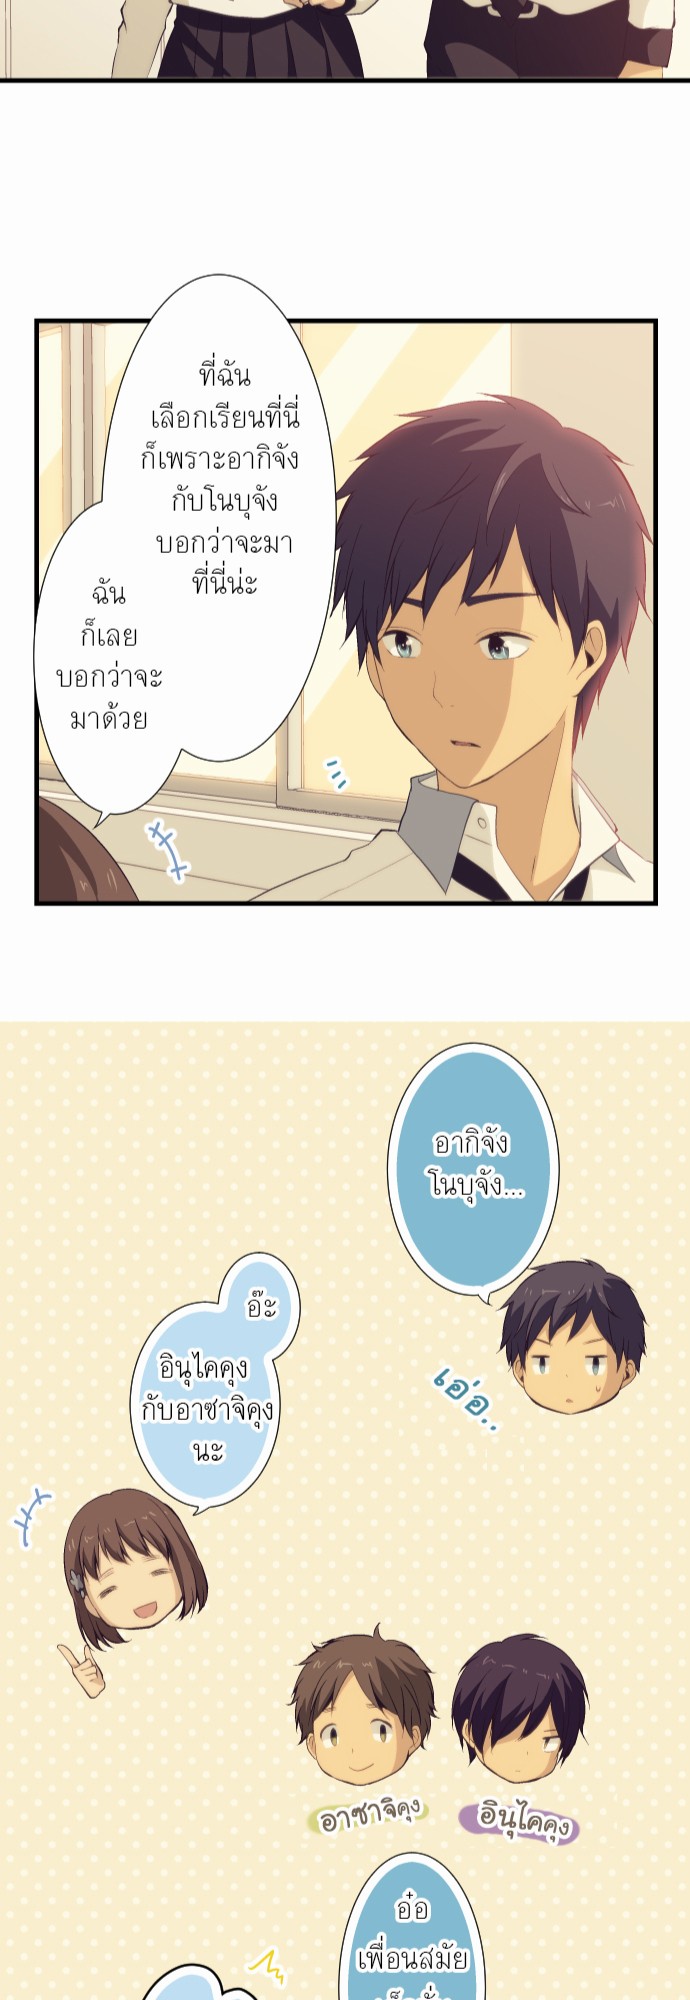 ที่ฉัน
เลือกเรียนที่นี่
ก็เพราะอากิจัง
กับโนบุจัง
บอกว่าจะมา
ที่นี่น่ะ
ฉัน
ก็เลย
บอกว่าจะ
มาด้วย
อากิจัง
โนบุจัง...
เอ่อ..
อ๊ะ
อินุไคคุง
กับอาซาจิคุง
นะ
อาซาจิคุง
อินุไคคุง
อ๋อ
เพื่อนสมัย